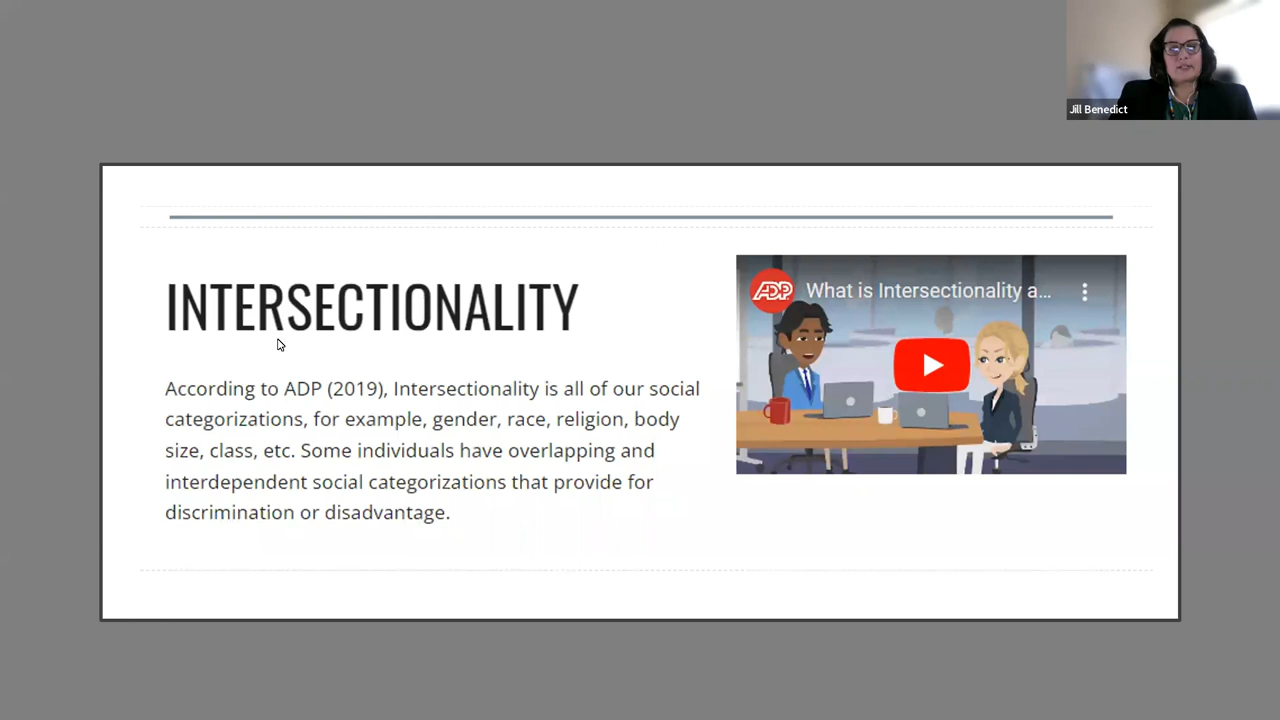 Jill Benedict
INTERSECTIONALITY
According to ADP (2019), Intersectionality is all of our social
categorizations, for example, gender, race, religion, body
size, class, etc. Some individuals have overlapping and
interdependent social categorizations that provide for
discrimination or disadvantage.
ADP
What is Intersectionality a...